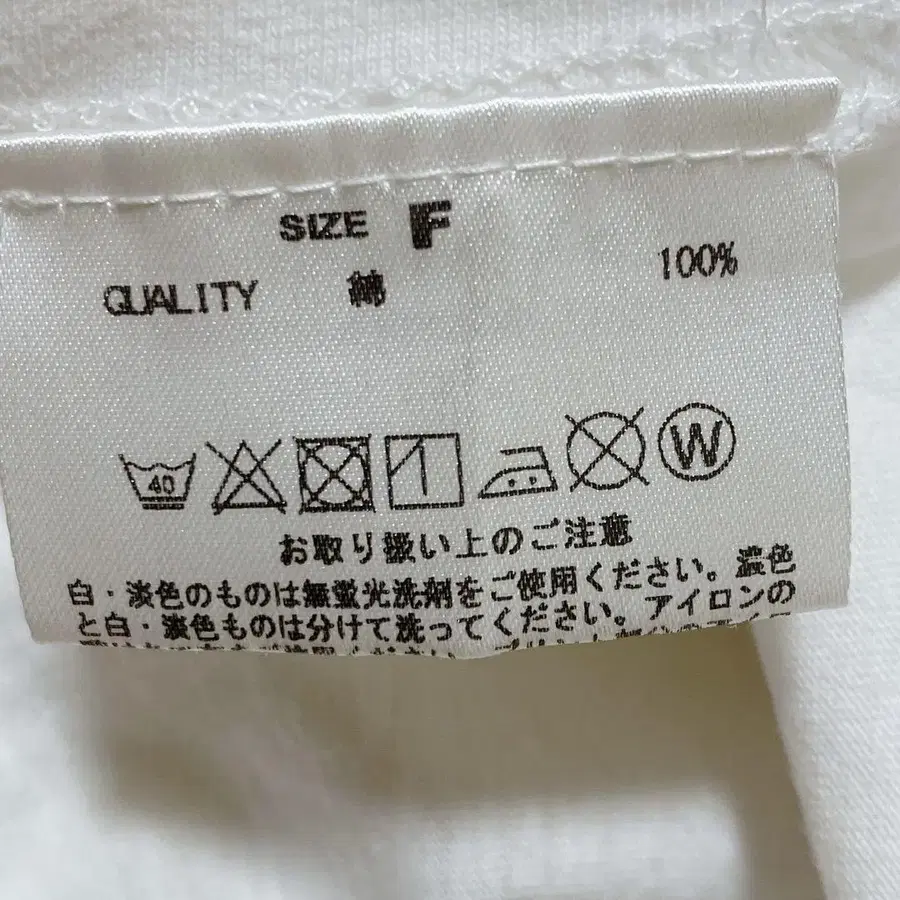 SIZE F
QUALITY 綿 100%
40
W
お取り扱い上のご注意
白・淡色のものは無蛍光洗剤をご使用ください。濃色
と白・淡色ものは分けて洗ってください。アイロンの